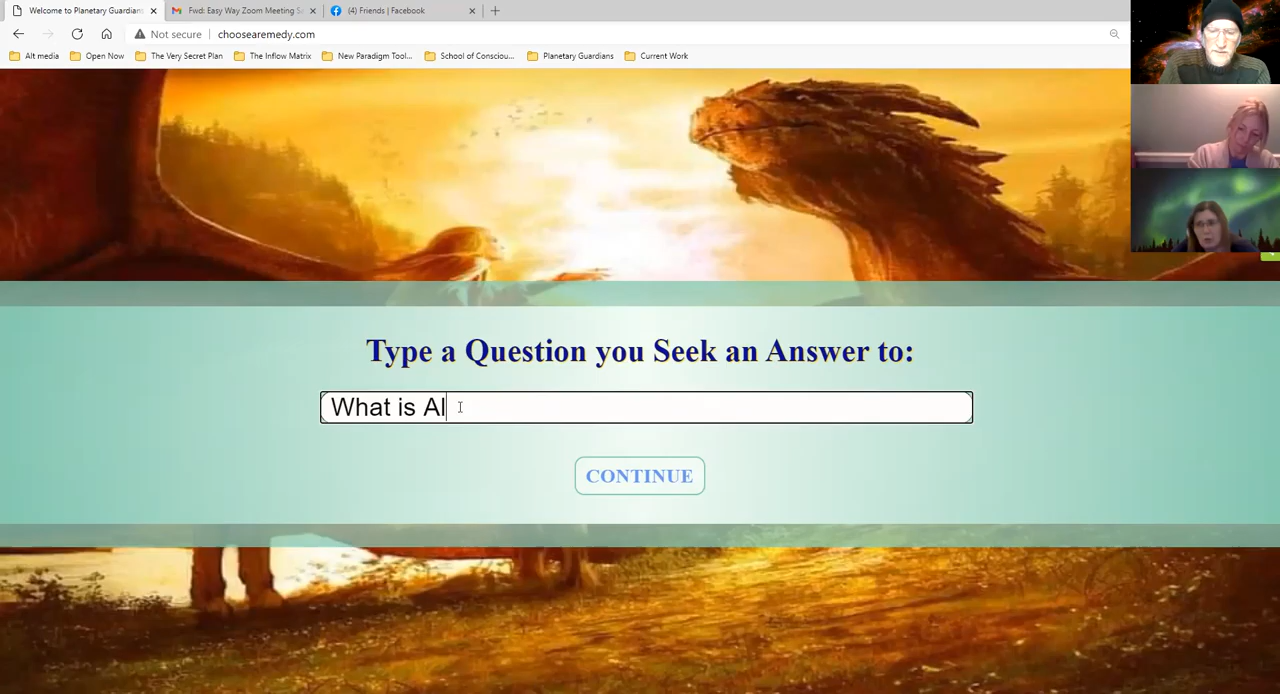 Welcome to Planetary Guardian
Fwd: Easy Way Zoom Meeting S
(4) Friends | Facebook
Not secure
choosearemedy.com
Alt media
Open Now
The Very Secret Plan
The Inflow Matrix
New Paradigm Tool...
School of Consciou...
Planetary Guardians
Current Work
Type a Question you Seek an Answer to:
What is Al
CONTINUE